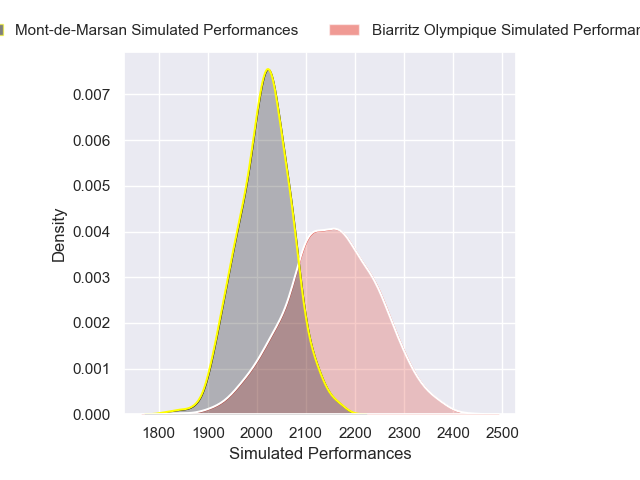 Mont-de-Marsan Simulated Performances
Biarritz Olympique Simulated
0.007
0.006
0.005
0.004
0.003
0.002
0.001
0.000
Density
1800 1900 2000 2100 2200 2300 2400 2500
Simulated Performances